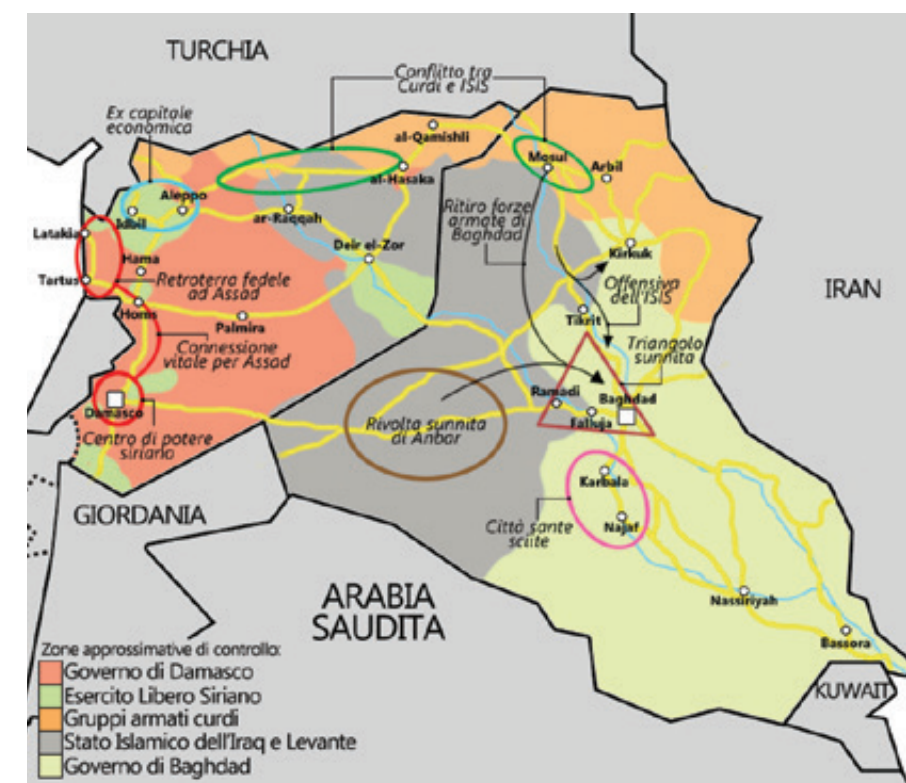 TURCHIA
Conflitto tra
Curdi e ISIS
Ex capitale
economica
al-Qamishli
Mosul
Arbil
al-Hasaka
Aleppo
Idbil
ar-Raqqah
Ritiro forze
armate di
Baghdad
Latakia
Hama
Deir el-Zor
Kirkuk
Tartus
Retroterra fedele
ad Assad
Offensiva
dell'ISIS
IRAN
Homs
Palmira
Tikrit
Connessione
vitale per Assad
Triangolo
sunnita
Ramadi
Baghdad
Damasco
Falluja
Rivolta sunnita
di Anbar
Centro di potere
siriano
Karbala
GIORDANIA
Città sante
sciite
Najaf
ARABIA
SAUDITA
Nassiriyah
Bassora
KUWAIT
Zone approssimative di controllo:
Governo di Damasco
Esercito Libero Siriano
Gruppi armati curdi
Stato Islamico dell'Iraq e Levante
Governo di Baghdad